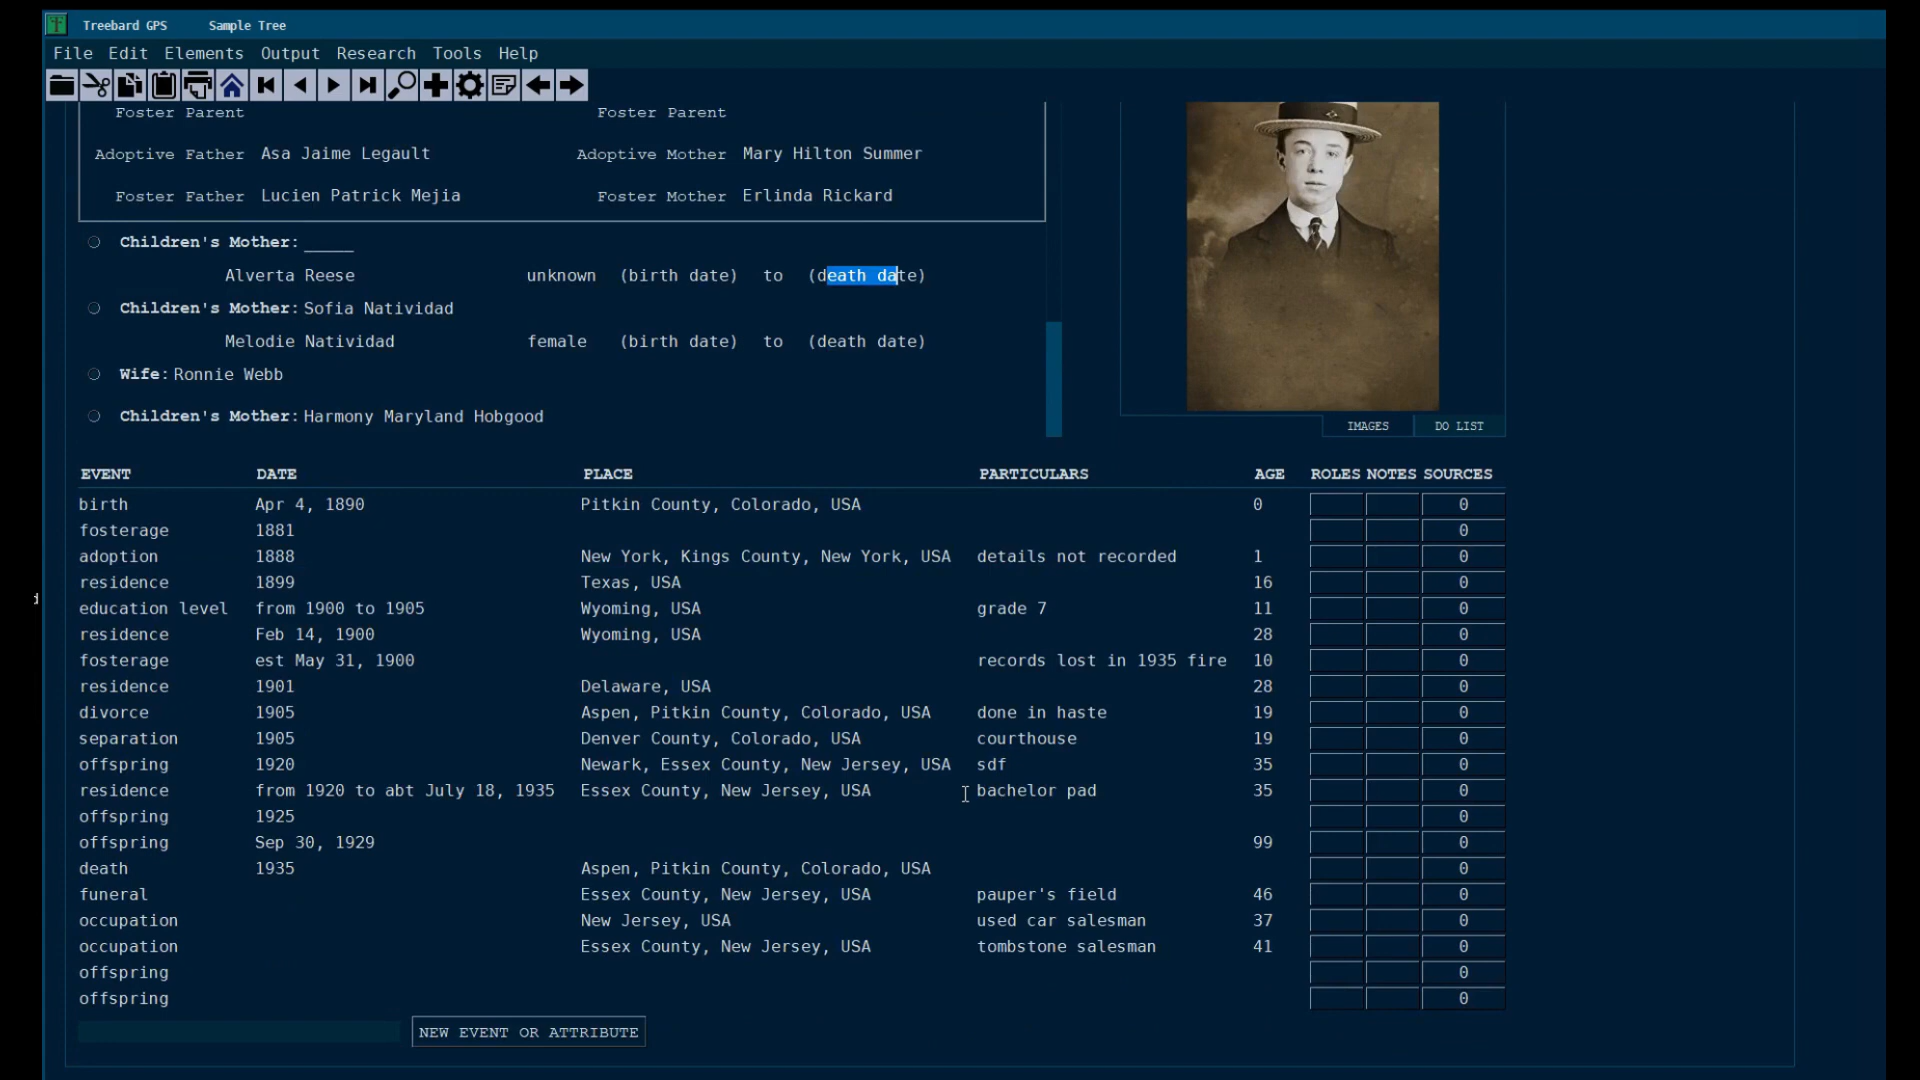 Treebard GPS Sample Tree
File Edit Elements Output Research Tools Help
Foster Parent Foster Parent
Adoptive Father Asa Jaime Legault Adoptive Mother Mary Hilton Summer
Foster Father Lucien Patrick Mejia Foster Mother Erlinda Rickard
Children's Mother: _____
Alverta Reese unknown (birth date) to (death date)
Children's Mother: Sofia Natividad
Melodie Natividad female (birth date) to (death date)
Wife: Ronnie Webb
Children's Mother: Harmony Maryland Hobgood
IMAGES DO LIST
EVENT DATE PLACE PARTICULARS AGE ROLES NOTES SOURCES
birth Apr 4, 1890 Pitkin County, Colorado, USA 0 0
fosterage 1881 0
adoption 1888 New York, Kings County, New York, USA details not recorded 1 0
residence 1899 Texas, USA 16 0
education level from 1900 to 1905 Wyoming, USA grade 7 11 0
residence Feb 14, 1900 Wyoming, USA 28 0
fosterage est May 31, 1900 records lost in 1935 fire 10 0
residence 1901 Delaware, USA 28 0
divorce 1905 Aspen, Pitkin County, Colorado, USA done in haste 19 0
separation 1905 Denver County, Colorado, USA courthouse 19 0
offspring 1920 Newark, Essex County, New Jersey, USA sdf 35 0
residence from 1920 to abt July 18, 1935 Essex County, New Jersey, USA bachelor pad 35 0
offspring 1925 0
offspring Sep 30, 1929 99 0
death 1935 Aspen, Pitkin County, Colorado, USA 0
funeral Essex County, New Jersey, USA pauper's field 46 0
occupation New Jersey, USA used car salesman 37 0
occupation Essex County, New Jersey, USA tombstone salesman 41 0
offspring 0
offspring 0
NEW EVENT OR ATTRIBUTE